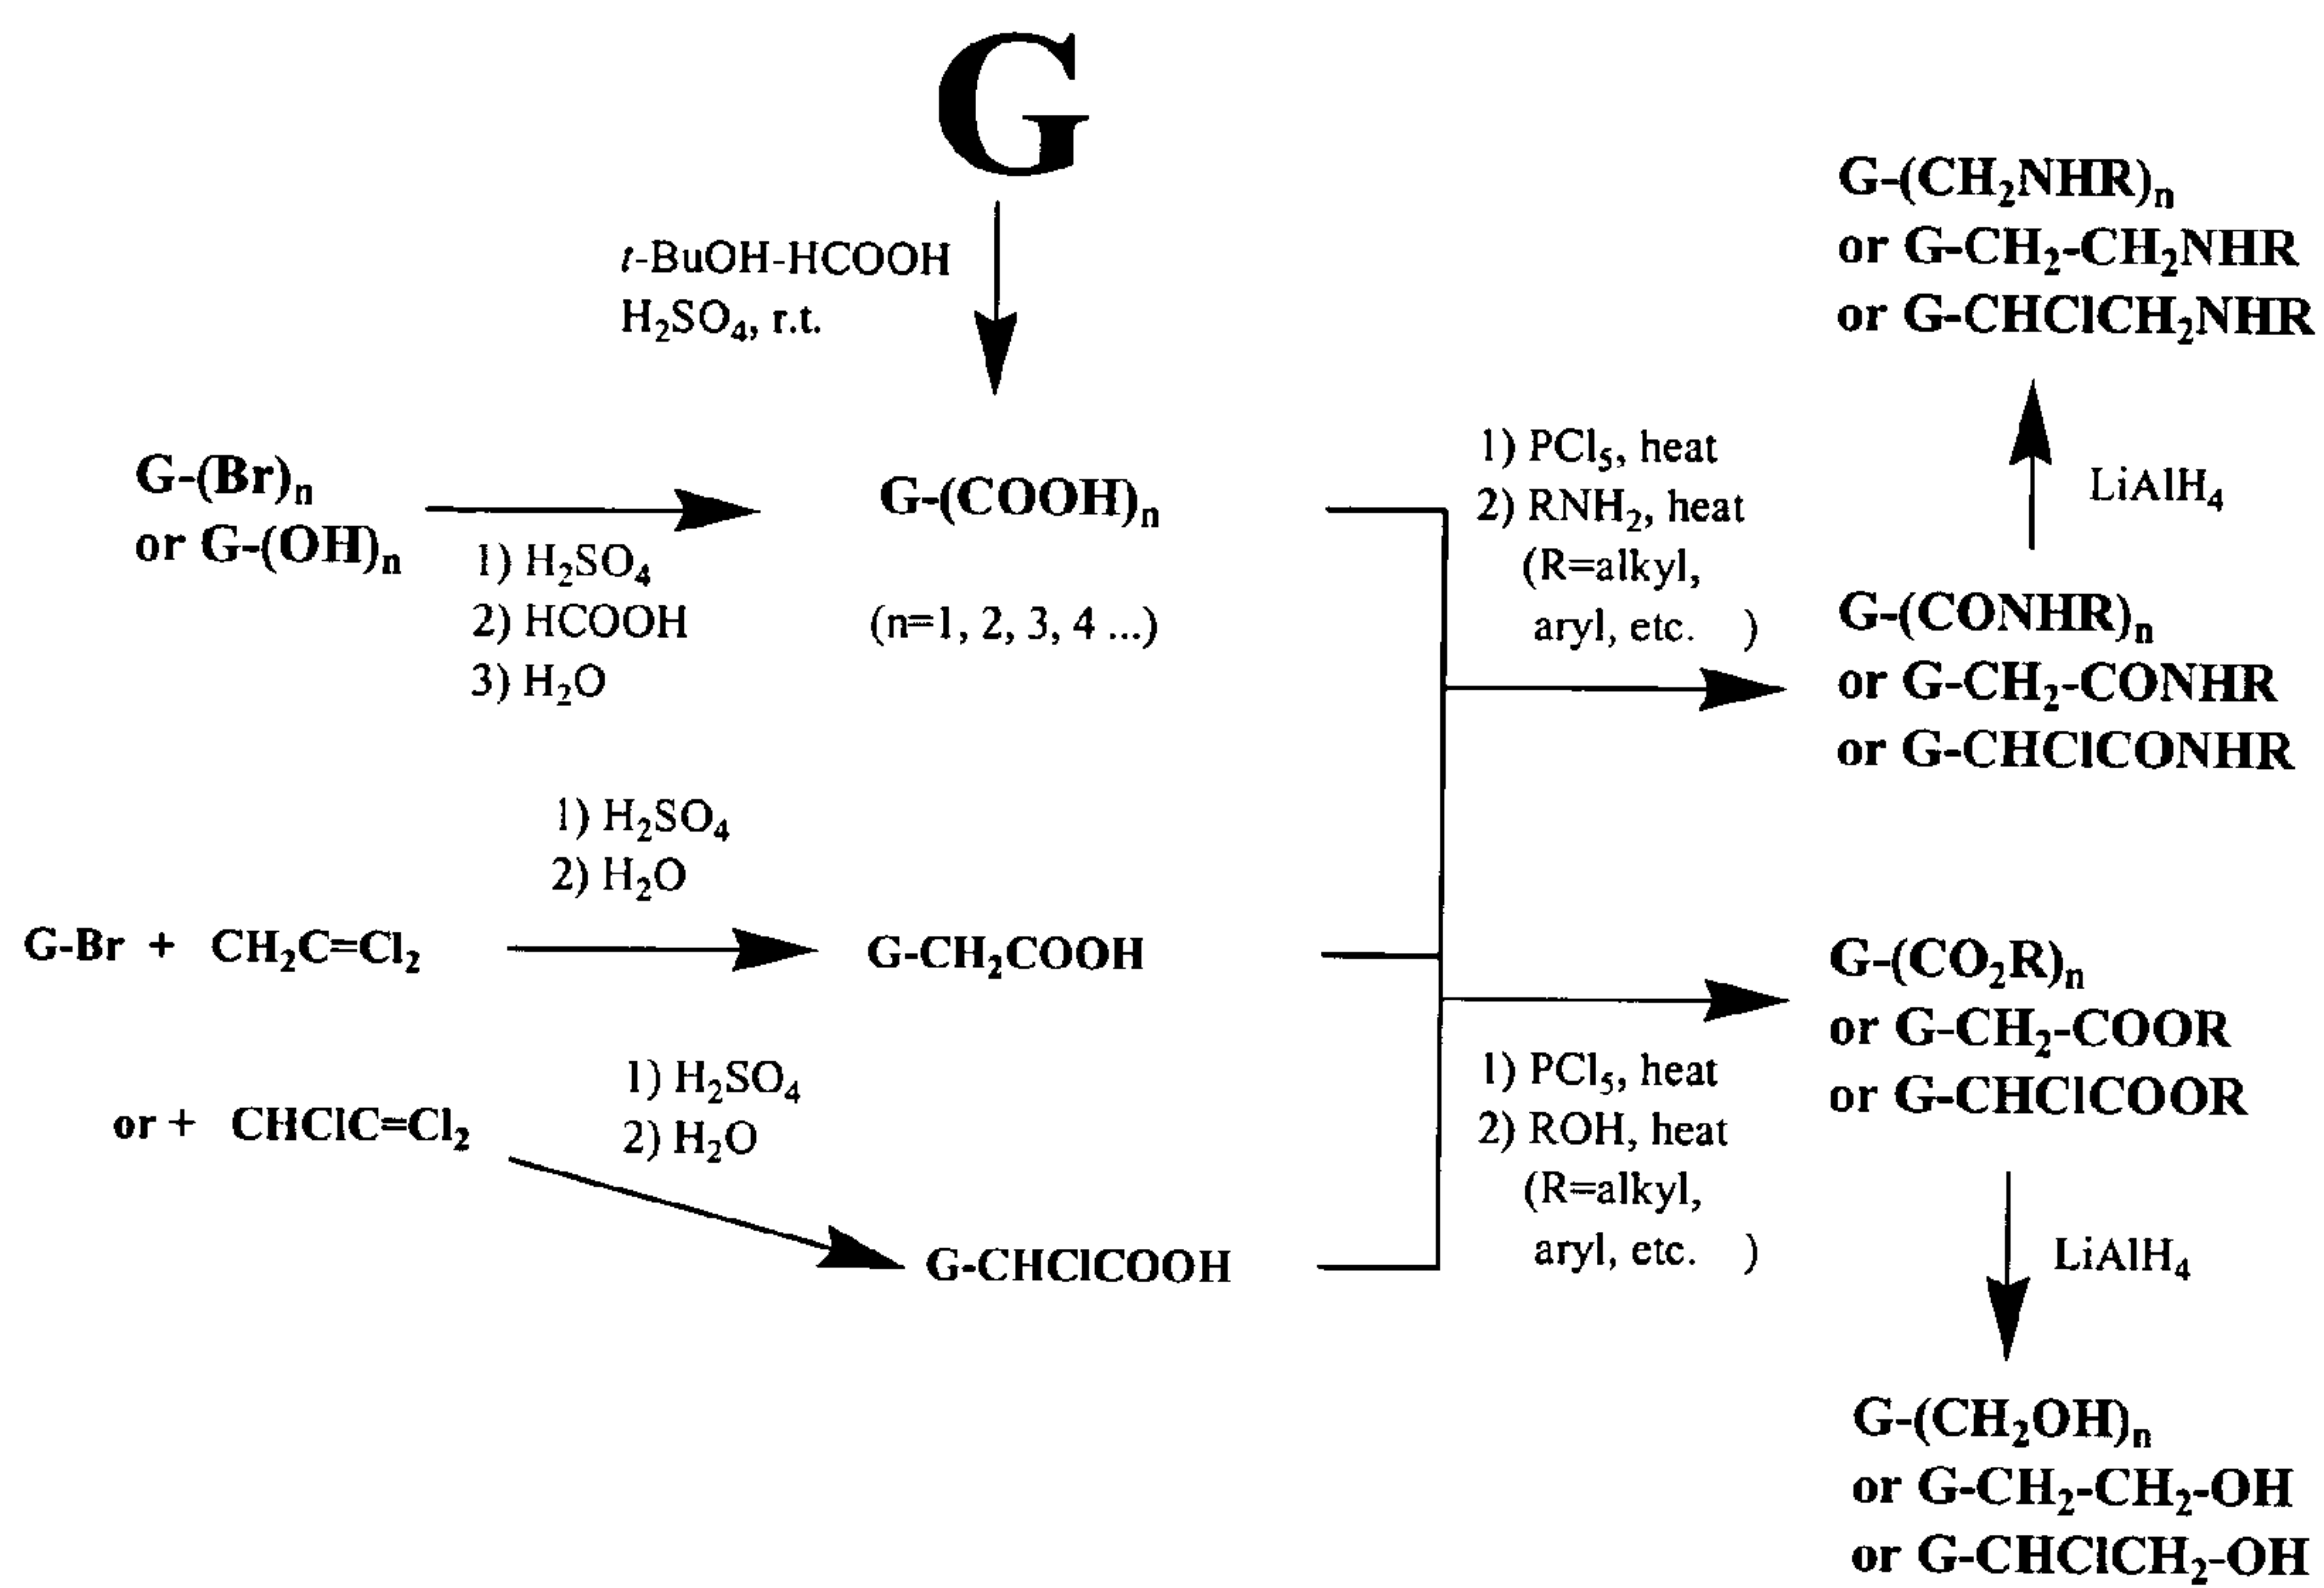 G
t-BuOH-HCOOH
H₂SO₄, r.t.
G-(Br)ₙ
or G-(OH)ₙ
1) H₂SO₄
2) HCOOH
3) H₂O
G-(COOH)ₙ
(n=1, 2, 3, 4 ...)
1) PCl₅, heat
2) RNH₂, heat
(R=alkyl,
aryl, etc. )
G-(CH₂NHR)ₙ
or G-CH₂-CH₂NHR
or G-CHClCH₂NHR
LiAlH₄
G-(CONHR)ₙ
or G-CH₂-CONHR
or G-CHClCONHR
1) H₂SO₄
2) H₂O
G-Br + CH₂C=Cl₂
G-CH₂COOH
or + CHClC=Cl₂
1) H₂SO₄
2) H₂O
G-CHClCOOH
1) PCl₅, heat
2) ROH, heat
(R=alkyl,
aryl, etc. )
G-(CO₂R)ₙ
or G-CH₂-COOR
or G-CHClCOOR
LiAlH₄
G-(CH₂OH)ₙ
or G-CH₂-CH₂-OH
or G-CHClCH₂-OH